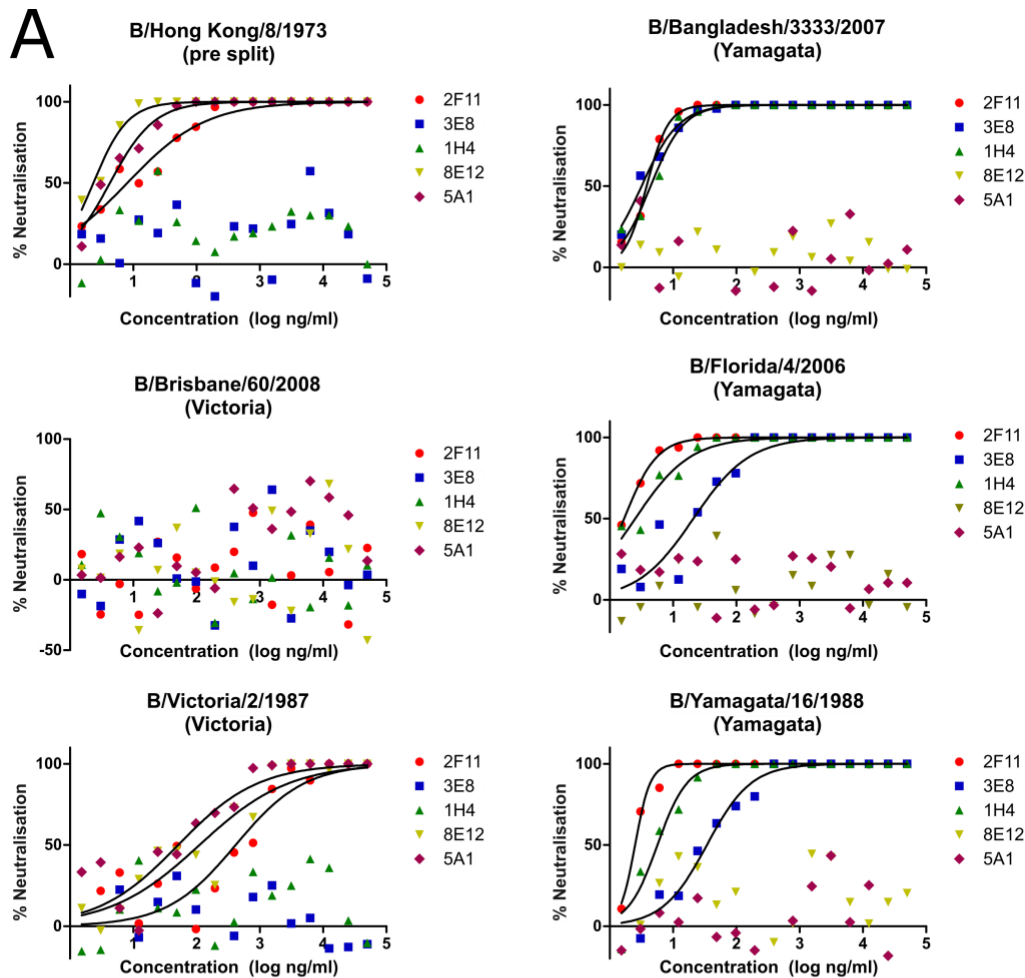 A
B/Hong Kong/8/1973
(pre split)
% Neutralisation
100
50
0
1
2
3
4
5
Concentration (log ng/ml)
2F11
3E8
1H4
8E12
5A1
B/Bangladesh/3333/2007
(Yamagata)
% Neutralisation
100
50
0
1
2
3
4
5
Concentration (log ng/ml)
2F11
3E8
1H4
8E12
5A1
B/Brisbane/60/2008
(Victoria)
% Neutralisation
100
50
0
-50
1
2
3
4
5
Concentration (log ng/ml)
2F11
3E8
1H4
8E12
5A1
B/Florida/4/2006
(Yamagata)
% Neutralisation
100
50
0
1
2
3
4
5
Concentration (log ng/ml)
2F11
3E8
1H4
8E12
5A1
B/Victoria/2/1987
(Victoria)
% Neutralisation
100
50
0
1
2
3
4
5
Concentration (log ng/ml)
2F11
3E8
1H4
8E12
5A1
B/Yamagata/16/1988
(Yamagata)
% Neutralisation
100
50
0
1
2
3
4
5
Concentration (log ng/ml)
2F11
3E8
1H4
8E12
5A1